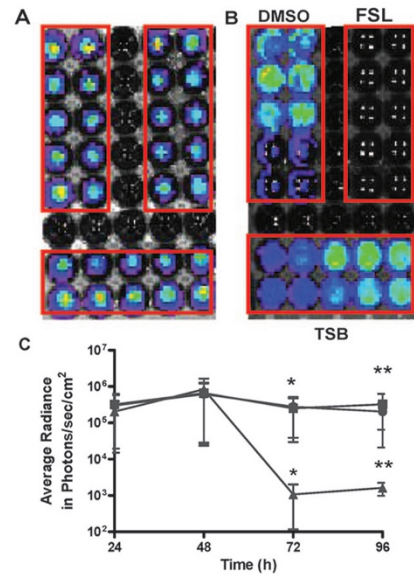 A
B
DMSO
FSL
TSB
C
Average Radiance
in Photons/sec/cm²
10⁷
10⁶
10⁵
10⁴
10³
10²
*
**
*
**
24
48
72
96
Time (h)